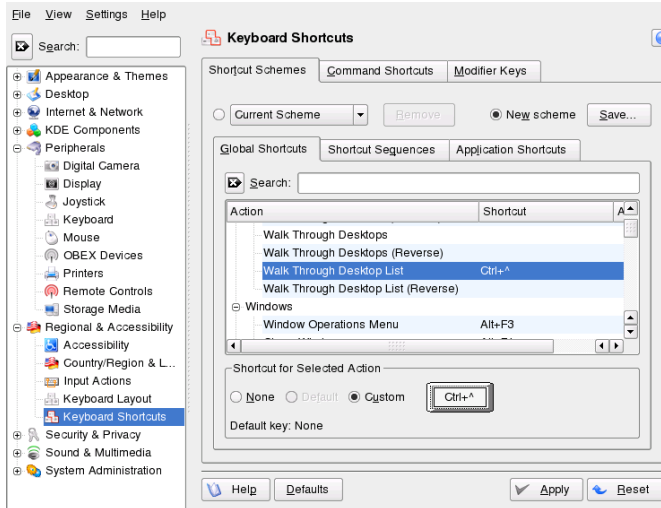 File View Settings Help
Search:
Appearance & Themes
Desktop
Internet & Network
KDE Components
Peripherals
Digital Camera
Display
Joystick
Keyboard
Mouse
OBEX Devices
Printers
Remote Controls
Storage Media
Regional & Accessibility
Accessibility
Country/Region & L...
Input Actions
Keyboard Layout
Keyboard Shortcuts
Security & Privacy
Sound & Multimedia
System Administration
Keyboard Shortcuts
Shortcut Schemes Command Shortcuts Modifier Keys
Current Scheme Remove New scheme Save...
Global Shortcuts Shortcut Sequences Application Shortcuts
Search:
Action Shortcut A
Walk Through Desktops
Walk Through Desktops (Reverse)
Walk Through Desktop List Ctrl+^
Walk Through Desktop List (Reverse)
Windows
Window Operations Menu Alt+F3
Shortcut for Selected Action
None Default Custom Ctrl+^
Default key: None
Help Defaults Apply Reset